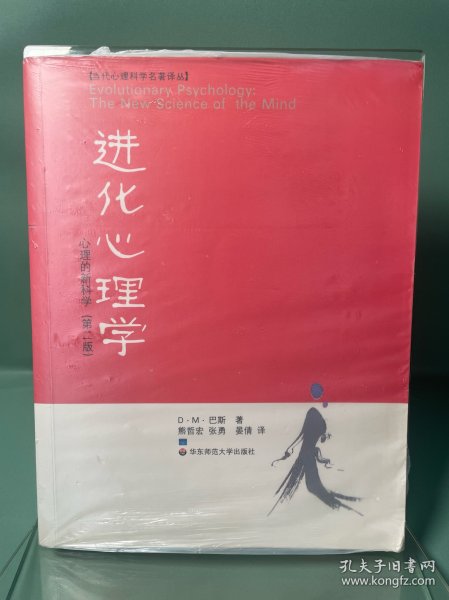 【当代心理科学名著译丛】
Evolutionary Psychology:
The New Science of the Mind
进化心理学
心理的新科学（第二版）
D·M·巴斯 著
熊哲宏 张勇 晏倩 译
华东师范大学出版社
孔夫子旧书网
www.kongfz.com